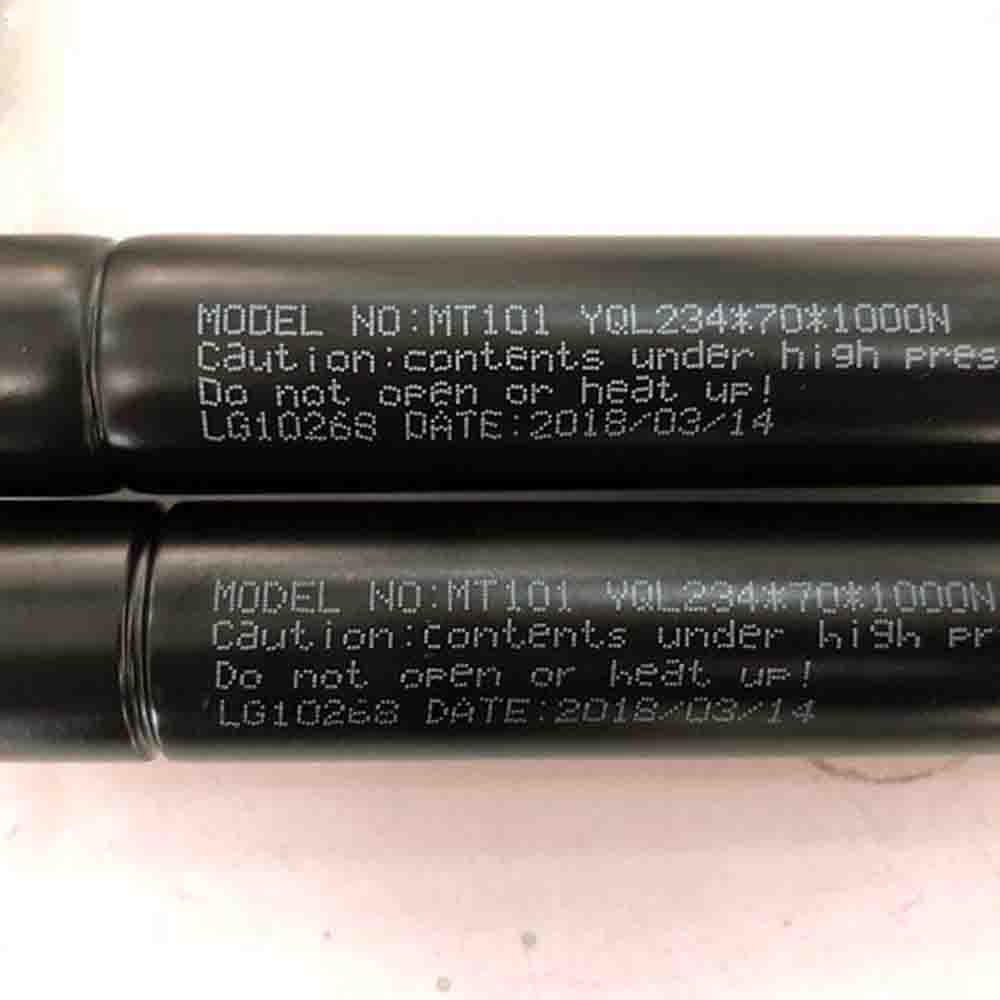 MODEL NO:MT101 YQL234*70*1000N
Caution:contents under high pres
Do not open or heat up!
LG10268 DATE:2018/03/14
MODEL NO:MT101 YQL234*70*1000N
Caution:contents under high pr
Do not open or heat up!
LG10268 DATE:2018/03/14